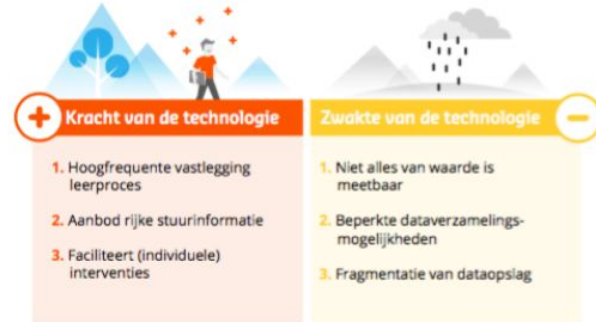 Kracht van de technologie
1. Hoogfrequente vastlegging
leerproces
2. Aanbod rijke stuurinformatie
3. Faciliteert (individuele)
interventies
Zwakte van de technologie
1. Niet alles van waarde is
meetbaar
2. Beperkte dataverzamelings-
mogelijkheden
3. Fragmentatie van dataopslag